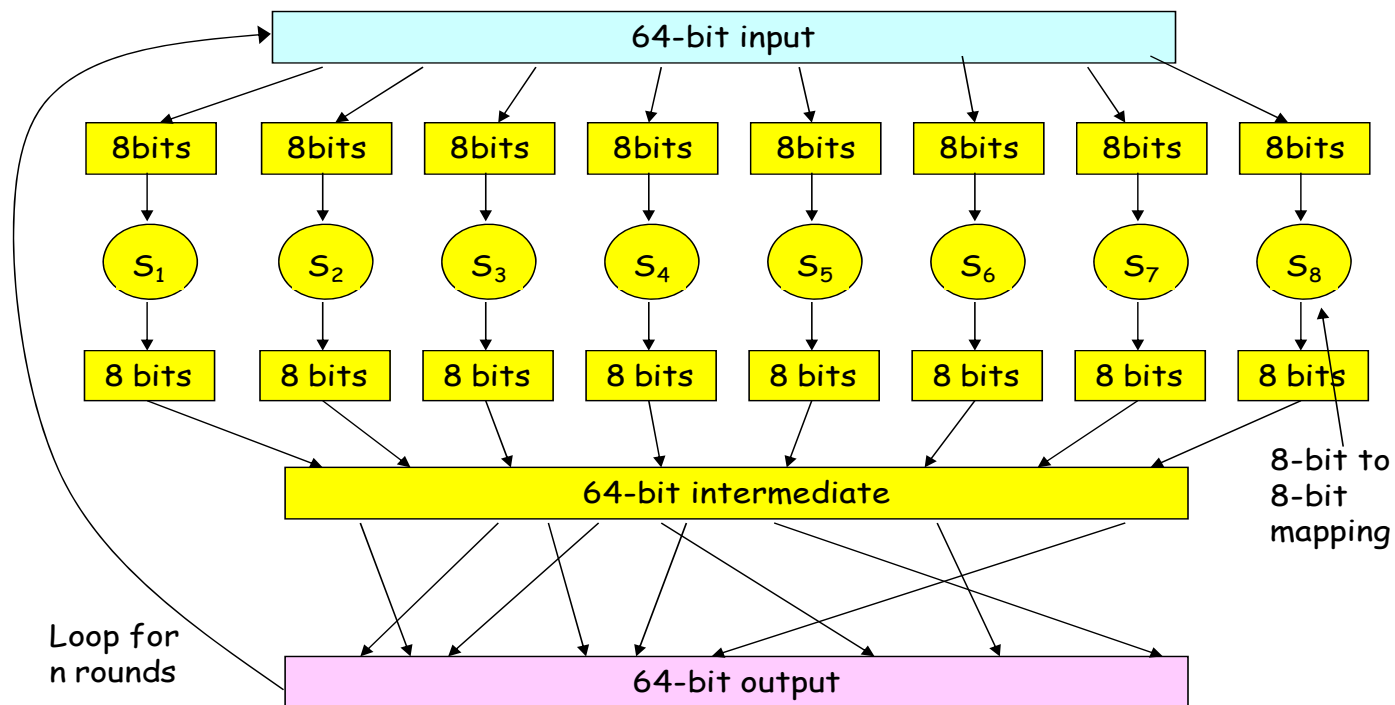 64-bit input
8bits 8bits 8bits 8bits 8bits 8bits 8bits 8bits
S₁ S₂ S₃ S₄ S₅ S₆ S₇ S₈
8 bits 8 bits 8 bits 8 bits 8 bits 8 bits 8 bits 8 bits
8-bit to
8-bit
mapping
64-bit intermediate
Loop for
n rounds
64-bit output